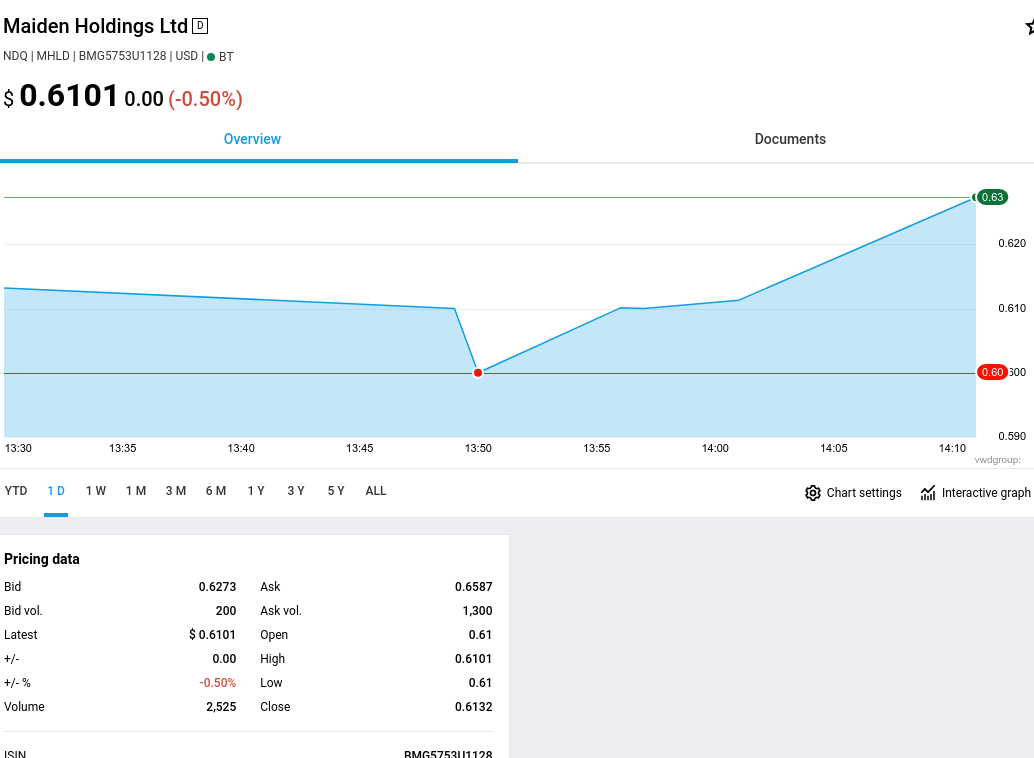 Maiden Holdings Ltd D
NDQ | MHLD | BMG5753U1128 | USD | BT
$ 0.6101 0.00 (-0.50%)
Overview Documents
0.63
0.620
0.610
0.60
0.590
13:30 13:35 13:40 13:45 13:50 13:55 14:00 14:05 14:10
vwdgroup:
YTD 1 D 1 W 1 M 3 M 6 M 1 Y 3 Y 5 Y ALL Chart settings Interactive graph
Pricing data
Bid 0.6273 Ask 0.6587
Bid vol. 200 Ask vol. 1,300
Latest $ 0.6101 Open 0.61
+/- 0.00 High 0.6101
+/- % -0.50% Low 0.61
Volume 2,525 Close 0.6132
ISIN BMG5753U1128